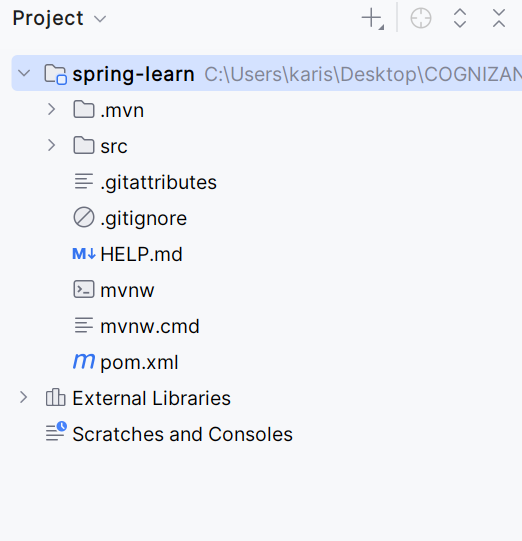 Project
spring-learn C:\Users\karis\Desktop\COGNIZAN
.mvn
src
.gitattributes
.gitignore
M↓ HELP.md
mvnw
mvnw.cmd
m pom.xml
External Libraries
Scratches and Consoles